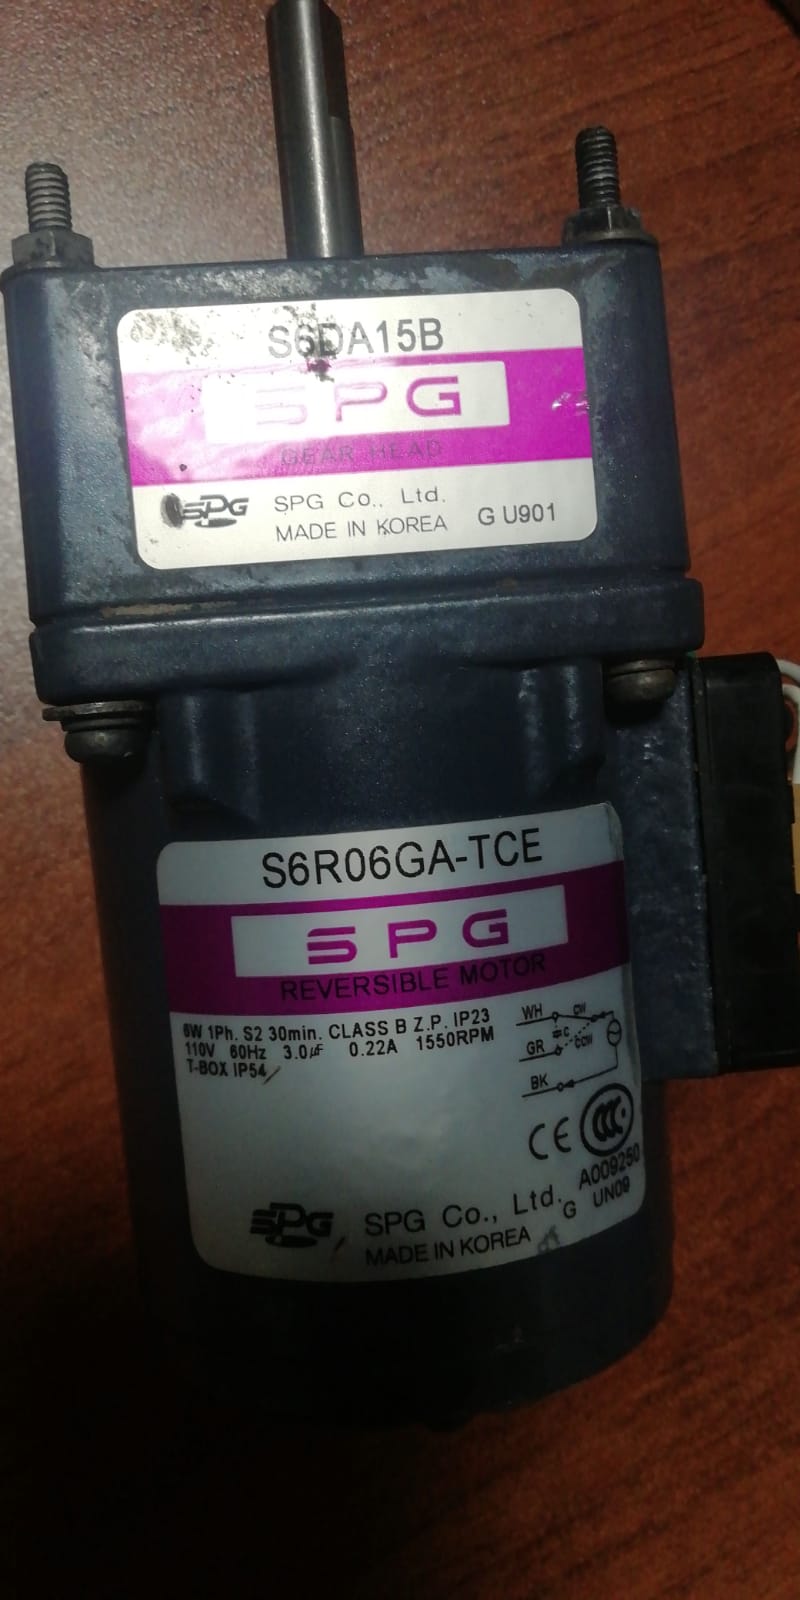 S6DA15B
SPG
GEAR HEAD
SPG
SPG Co., Ltd.
MADE IN KOREA G U901
S6R06GA-TCE
SPG
REVERSIBLE MOTOR
6W 1Ph. S2 30min. CLASS B Z.P. IP23
110V 60Hz 3.0㎌ 0.22A 1550RPM
T-BOX IP54
WH CW
C
GR CCW
BK
CE CCC
A009250
SPG SPG Co., Ltd. G UN09
MADE IN KOREA